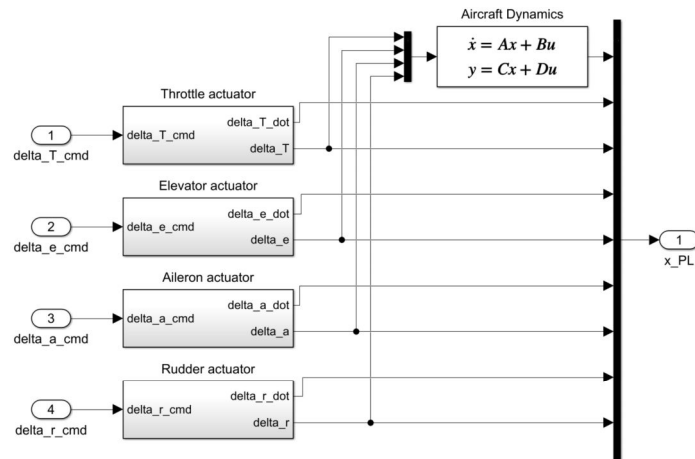 Aircraft Dynamics
ẋ = Ax + Bu
y = Cx + Du
Throttle actuator
1
delta_T_cmd
delta_T_cmd
delta_T_dot
delta_T
Elevator actuator
2
delta_e_cmd
delta_e_cmd
delta_e_dot
delta_e
1
x_PL
Aileron actuator
3
delta_a_cmd
delta_a_cmd
delta_a_dot
delta_a
Rudder actuator
4
delta_r_cmd
delta_r_cmd
delta_r_dot
delta_r